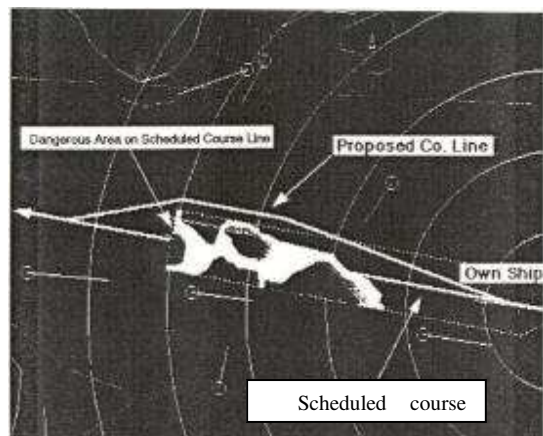 Dangerous Area on Scheduled Course Line
Proposed Co. Line
Own Ship
Scheduled course